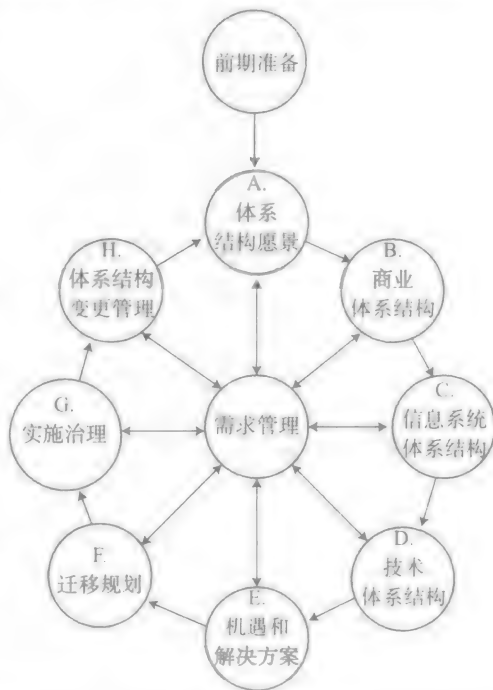 前期准备
A.
体系
结构愿景
H.
体系结构
变更管理
B.
商业
体系结构
G.
实施治理
需求管理
C.
信息系统
体系结构
F.
迁移规划
D.
技术
体系结构
E.
机遇和
解决方案